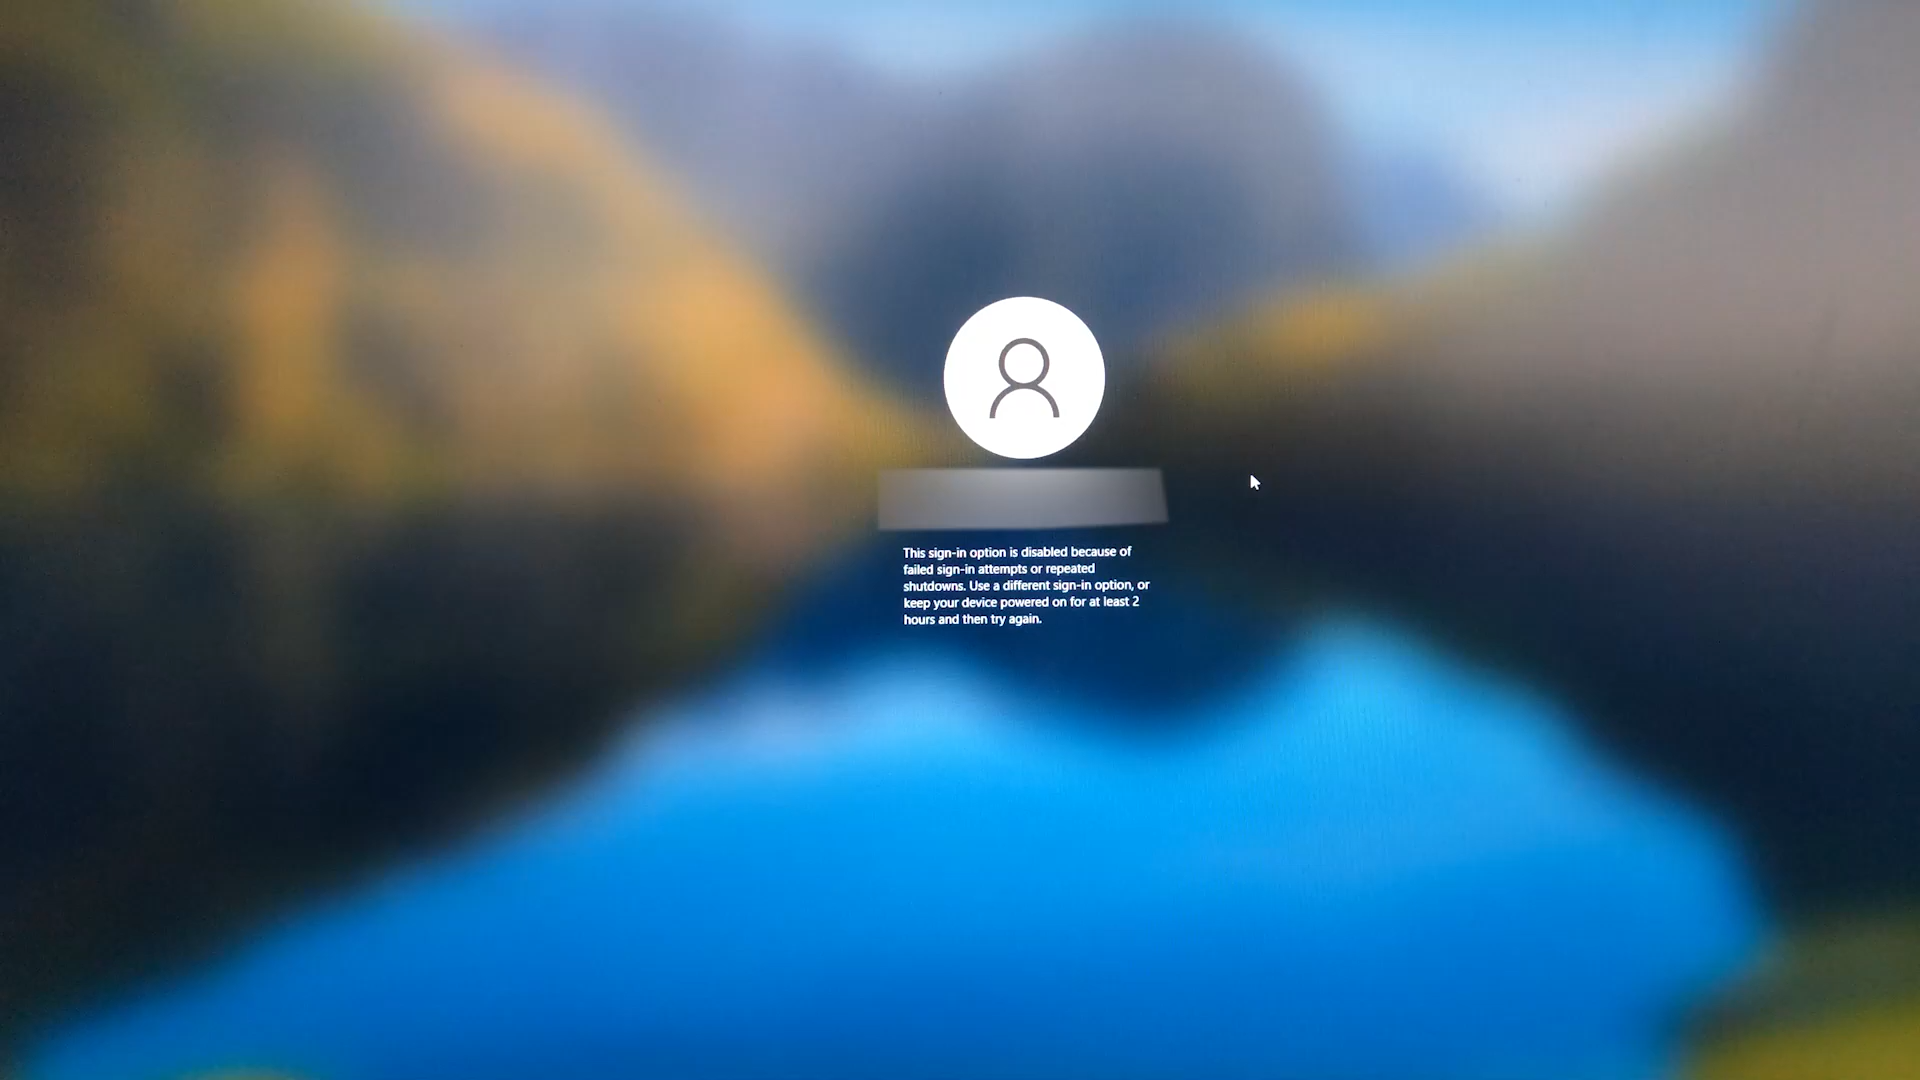 This sign-in option is disabled because of
failed sign-in attempts or repeated
shutdowns. Use a different sign-in option, or
keep your device powered on for at least 2
hours and then try again.